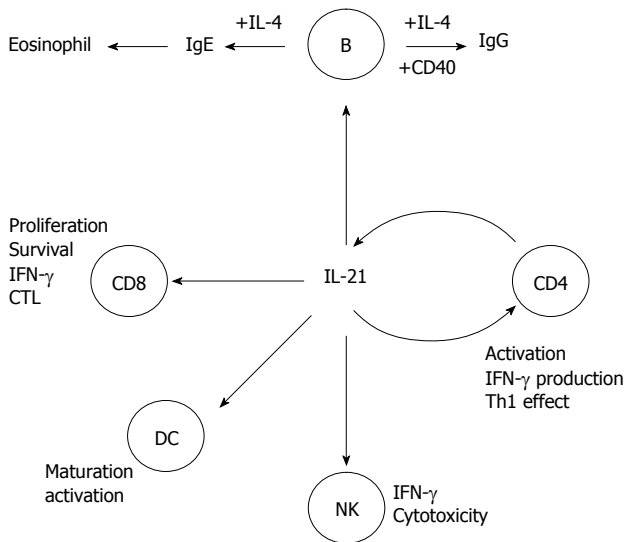 +IL-4
+IL-4
Eosinophil
IgE
B
IgG
+CD40
Proliferation
Survival
IFN-γ
CTL
CD8
IL-21
CD4
Activation
IFN-γ production
Th1 effect
DC
Maturation
activation
NK
IFN-γ
Cytotoxicity